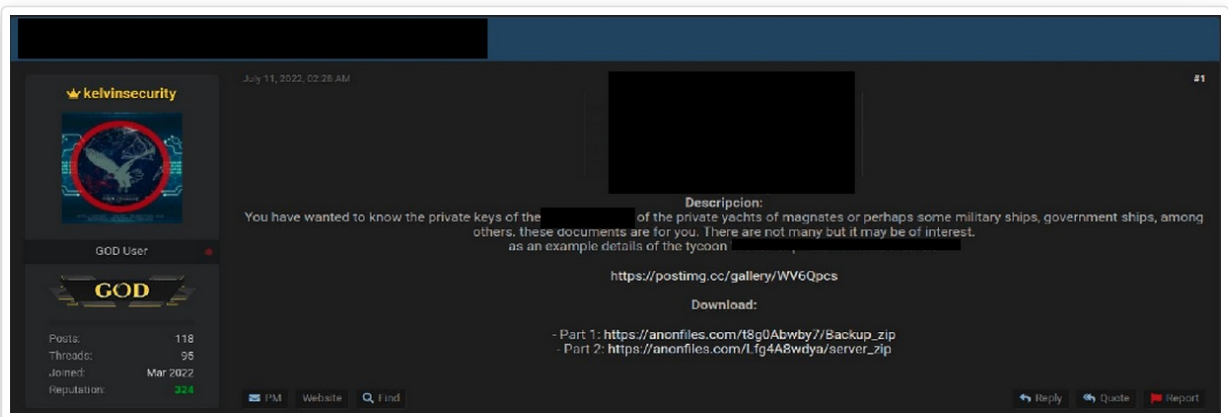 kelvinsecurity
GOD User
GOD
Posts: 118
Threads: 95
Joined: Mar 2022
Reputation: 324
July 11, 2022, 02:28 AM
#1
Descripcion:
You have wanted to know the private keys of the of the private yachts of magnates or perhaps some military ships, government ships, among
others. these documents are for you. There are not many but it may be of interest.
as an example details of the tycoon
https://postimg.cc/gallery/WV6Qpcs
Download:
- Part 1: https://anonfiles.com/t8g0Abwby7/Backup_zip
- Part 2: https://anonfiles.com/Lfg4A8wdya/server_zip
PM Website Find Reply Quote Report